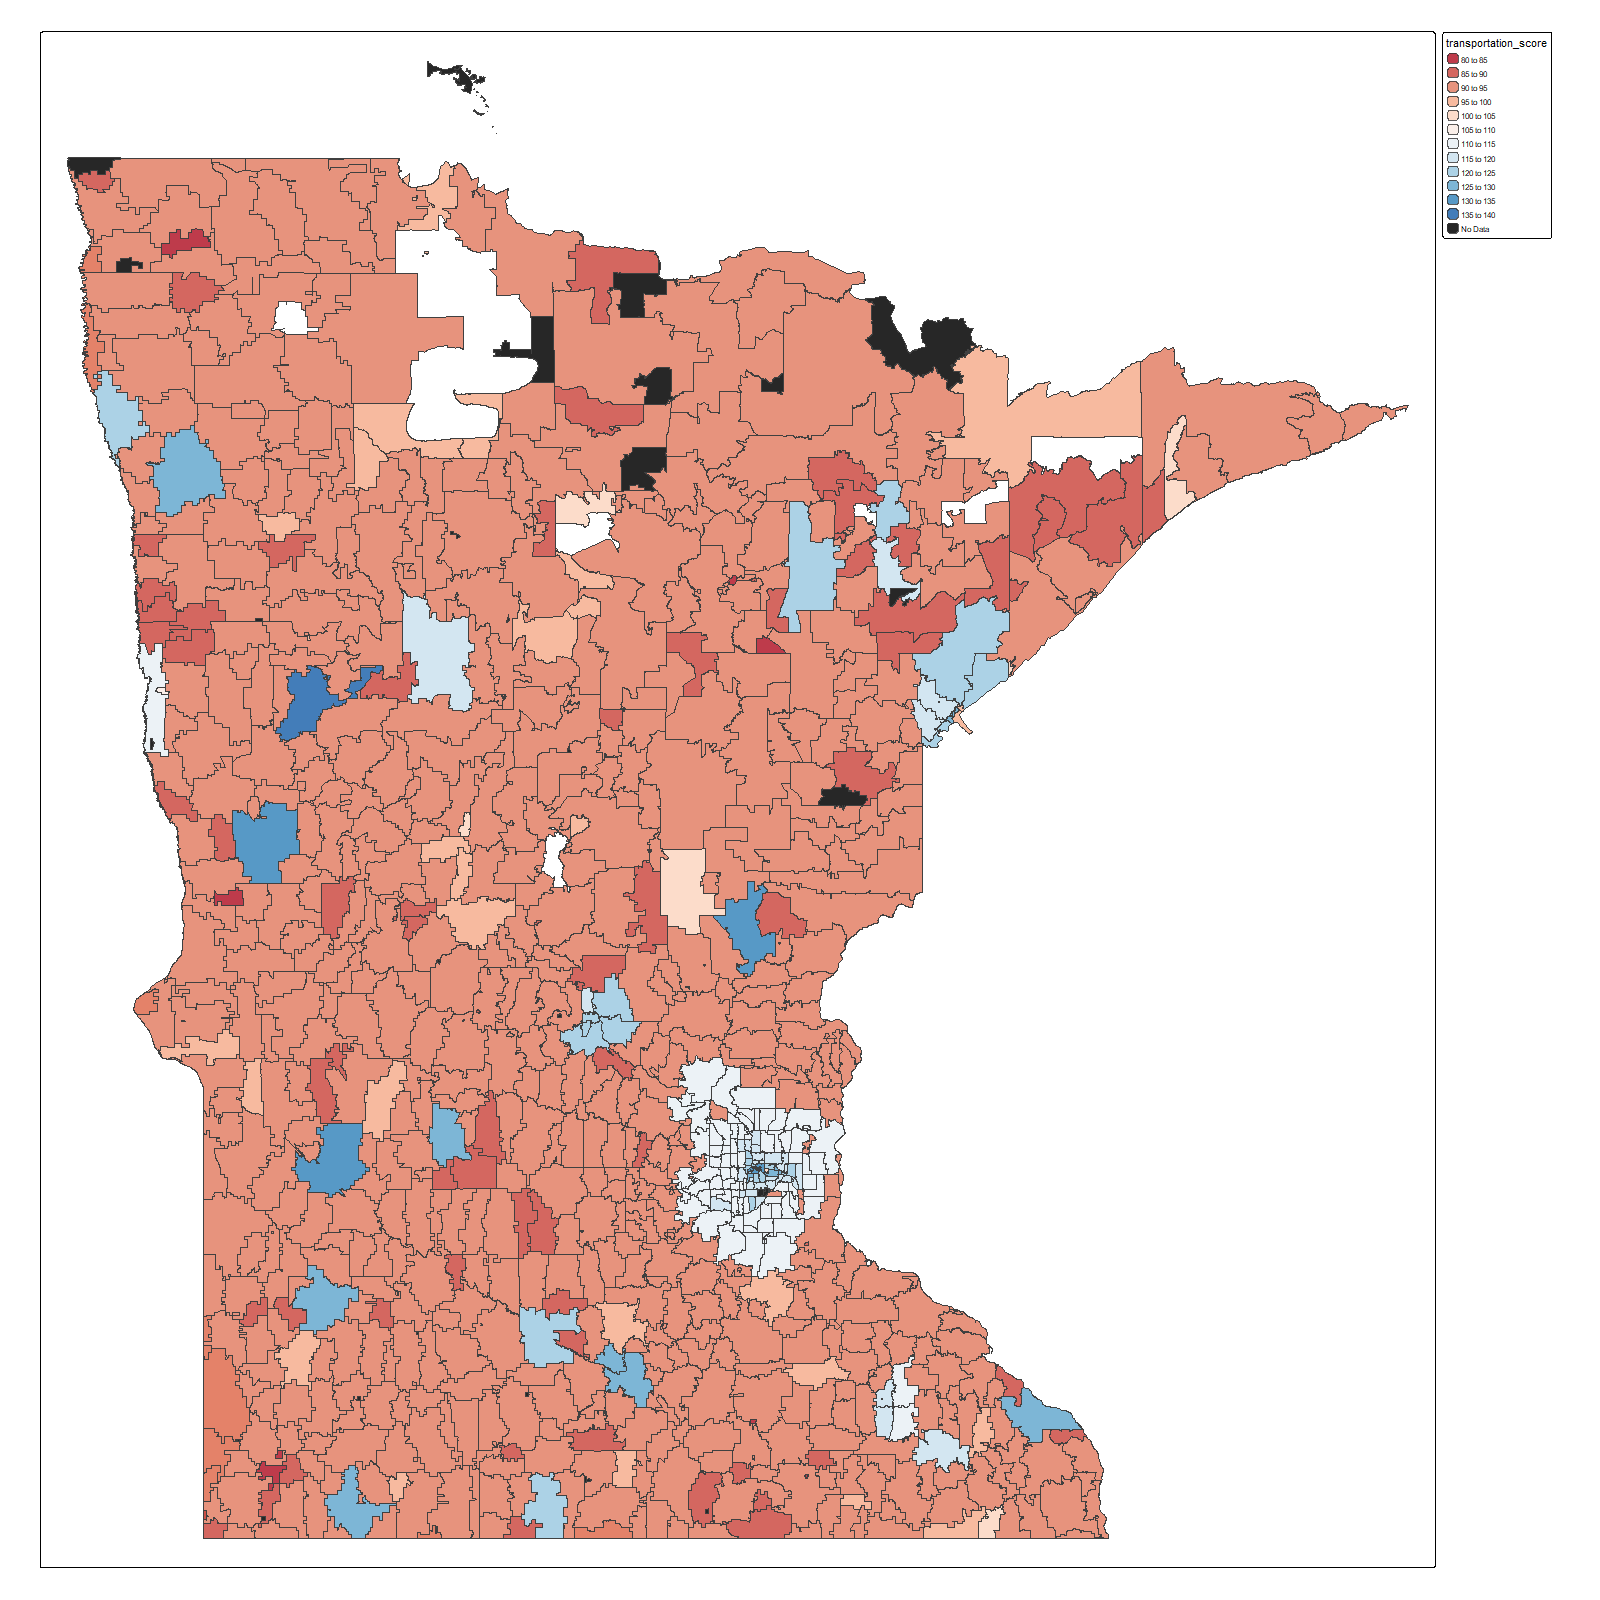 transportation_score
80 to 85
85 to 90
90 to 95
95 to 100
100 to 105
105 to 110
110 to 115
115 to 120
120 to 125
125 to 130
130 to 135
135 to 140
No Data